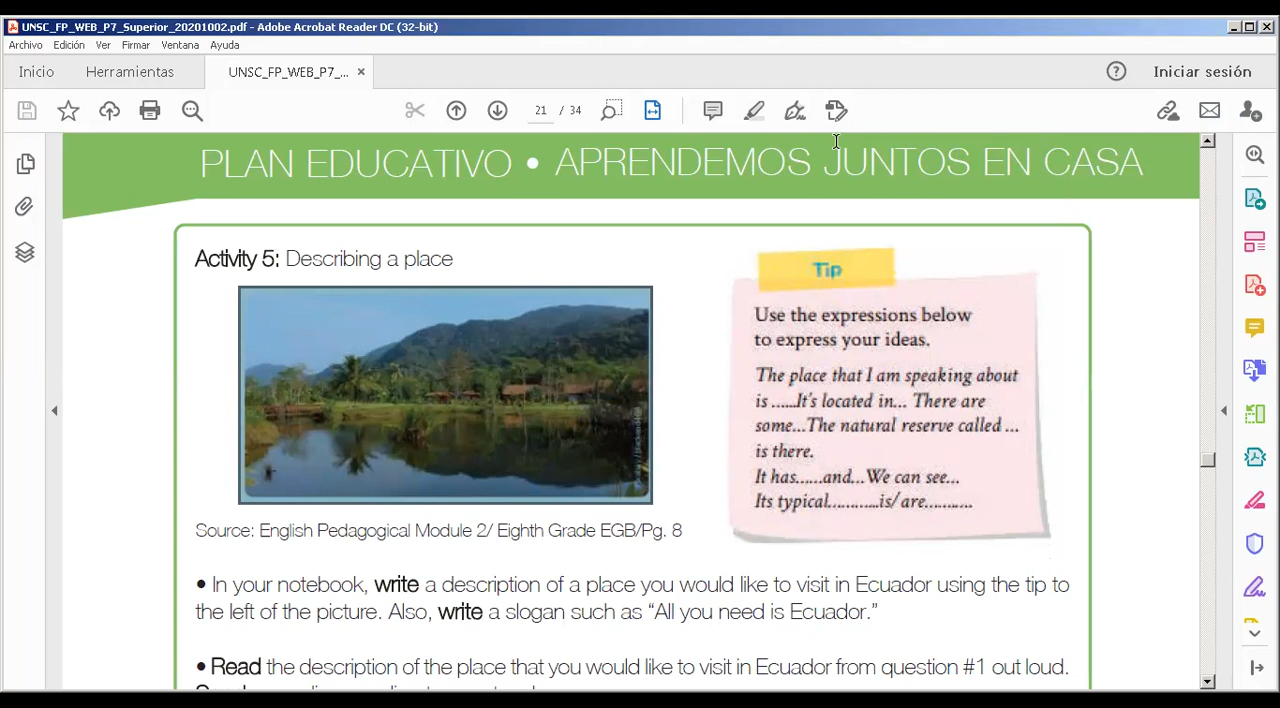 UNSC_FP_WEB_P7_Superior_20201002.pdf - Adobe Acrobat Reader DC (32-bit)
Archivo Edición Ver Firmar Ventana Ayuda
Inicio Herramientas UNSC_FP_WEB_P7_... × Iniciar sesión
21 / 34
PLAN EDUCATIVO • APRENDEMOS JUNTOS EN CASA
Activity 5: Describing a place
Tip
Use the expressions below
to express your ideas.
The place that I am speaking about
is ......It's located in... There are
some...The natural reserve called ...
is there.
It has......and...We can see...
Its typical............is/ are...........
Source: English Pedagogical Module 2/ Eighth Grade EGB/Pg. 8
• In your notebook, write a description of a place you would like to visit in Ecuador using the tip to
the left of the picture. Also, write a slogan such as “All you need is Ecuador.”
• Read the description of the place that you would like to visit in Ecuador from question #1 out loud.